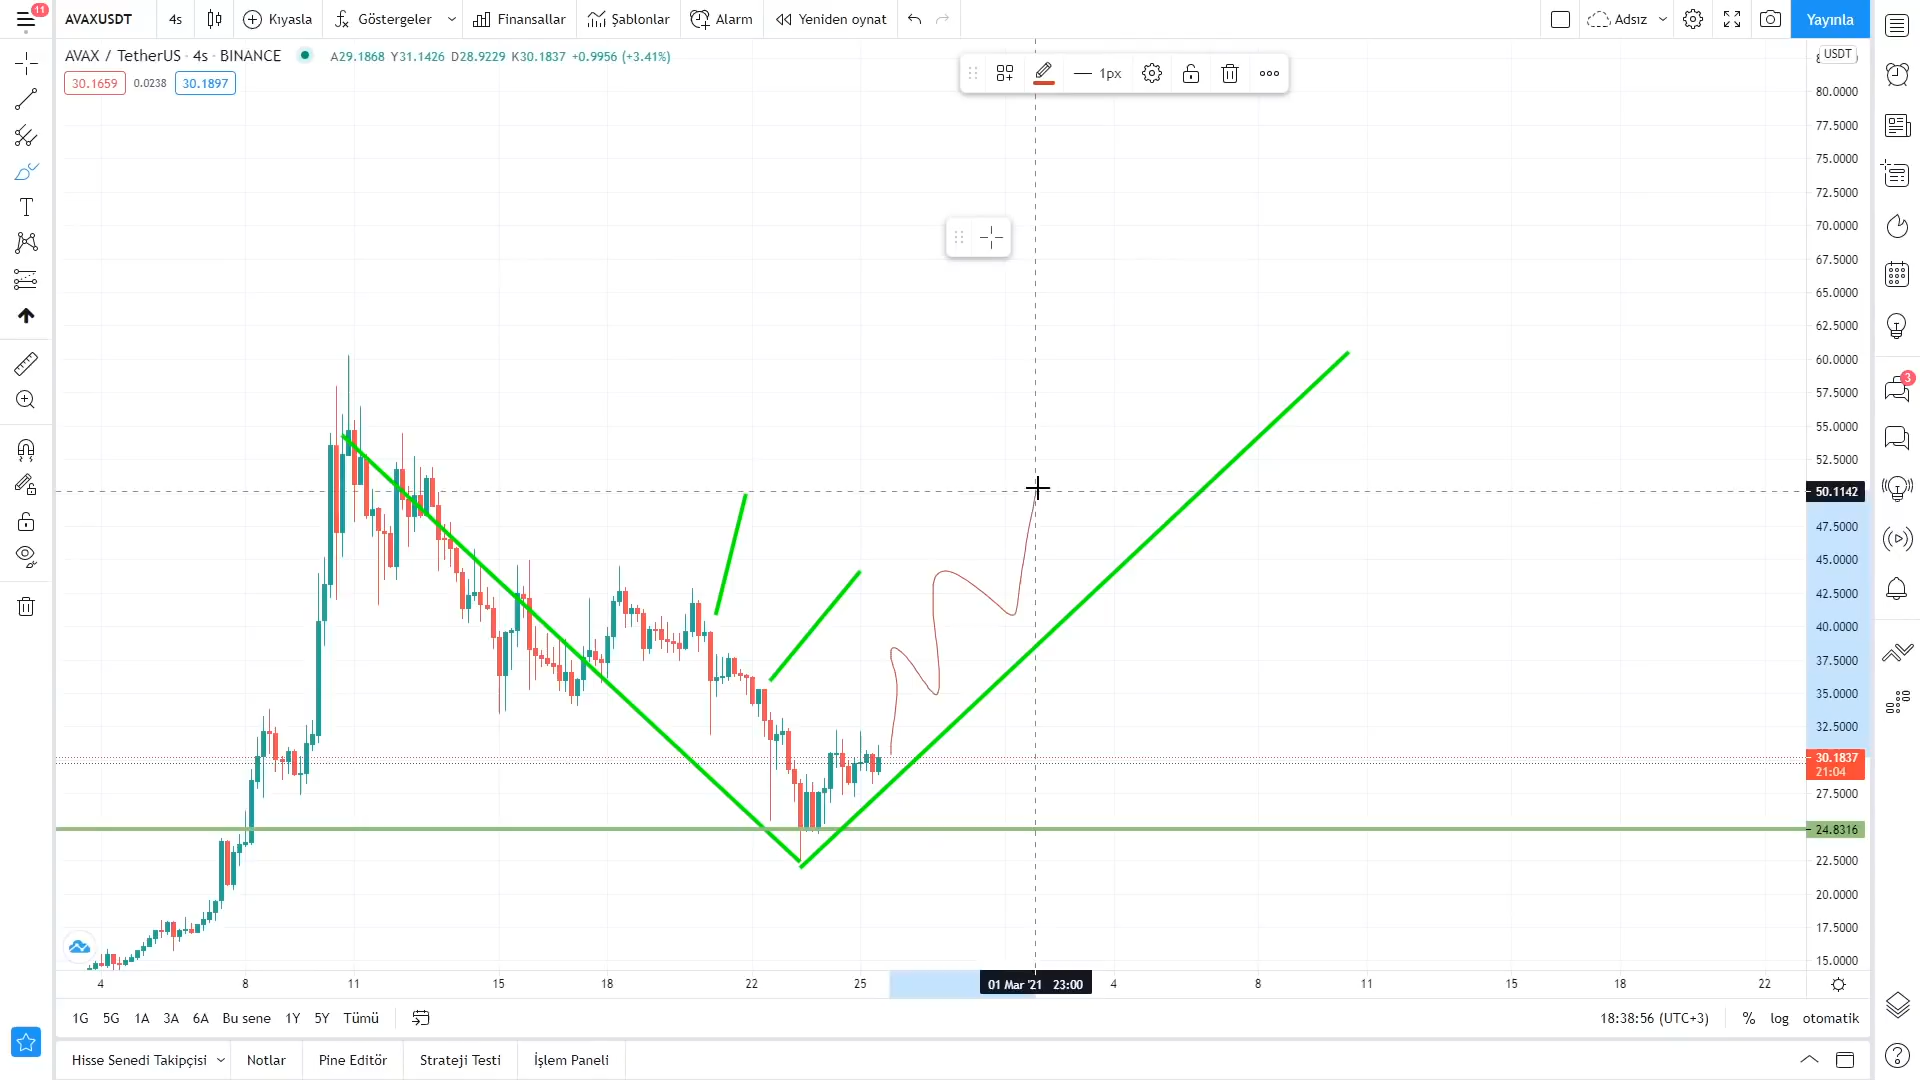 11
AVAXUSDT
4s
Kıyasla
Göstergeler
Finansallar
Şablonlar
Alarm
Yeniden oynat
Adsız
Yayınla
AVAX / TetherUS · 4s · BINANCE
A29.1868 Y31.1426 D28.9229 K30.1837 +0.9956 (+3.41%)
30.1659
0.0238
30.1897
1px
USDT
80.0000
77.5000
75.0000
72.5000
70.0000
67.5000
65.0000
62.5000
60.0000
57.5000
55.0000
52.5000
50.1142
47.5000
45.0000
42.5000
40.0000
37.5000
35.0000
32.5000
30.1837
21:04
27.5000
24.8316
22.5000
20.0000
17.5000
15.0000
3
4
8
11
15
18
22
25
01 Mar '21 23:00
4
8
11
15
18
22
1G
5G
1A
3A
6A
Bu sene
1Y
5Y
Tümü
18:38:56 (UTC+3)
%
log
otomatik
Hisse Senedi Takipçisi
Notlar
Pine Editör
Strateji Testi
İşlem Paneli